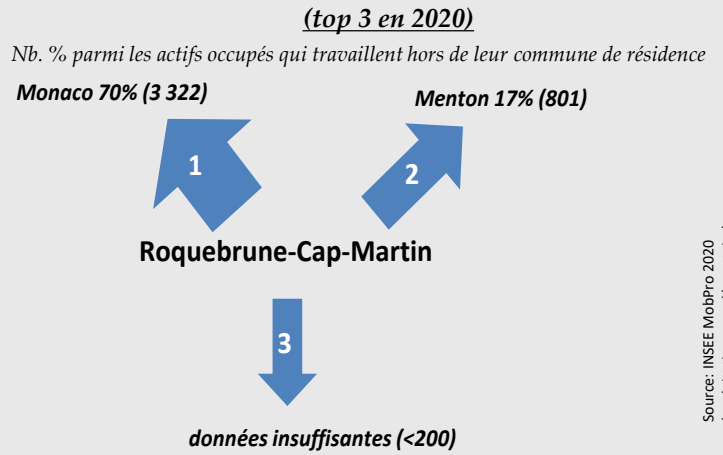 (top 3 en 2020)
Nb. % parmi les actifs occupés qui travaillent hors de leur commune de résidence
Monaco 70% (3 322)
Menton 17% (801)
1
2
Roquebrune-Cap-Martin
3
données insuffisantes (<200)
Source: INSEE MobPro 2020